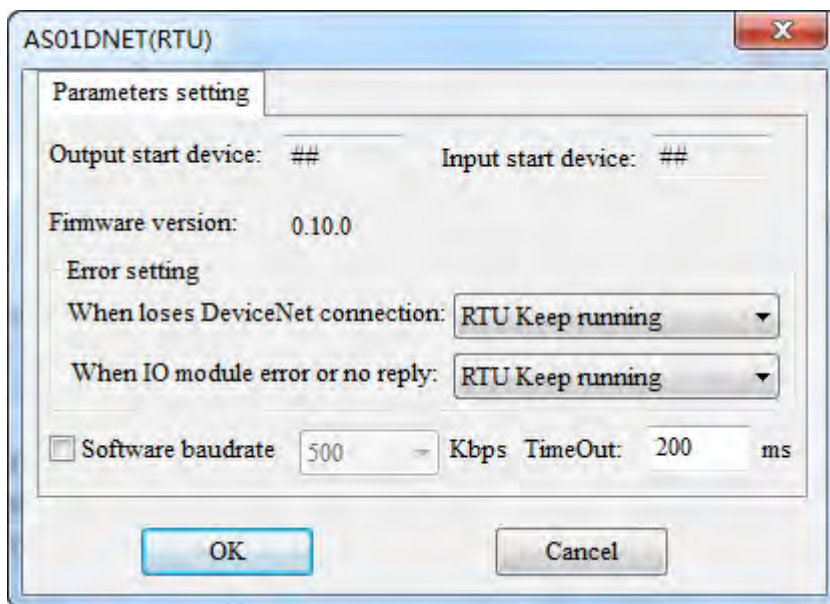 AS01DNET(RTU)
Parameters setting
Output start device: ## Input start device: ##
Firmware version: 0.10.0
Error setting
When loses DeviceNet connection: RTU Keep running
When IO module error or no reply: RTU Keep running
Software baudrate 500 Kbps TimeOut: 200 ms
OK Cancel